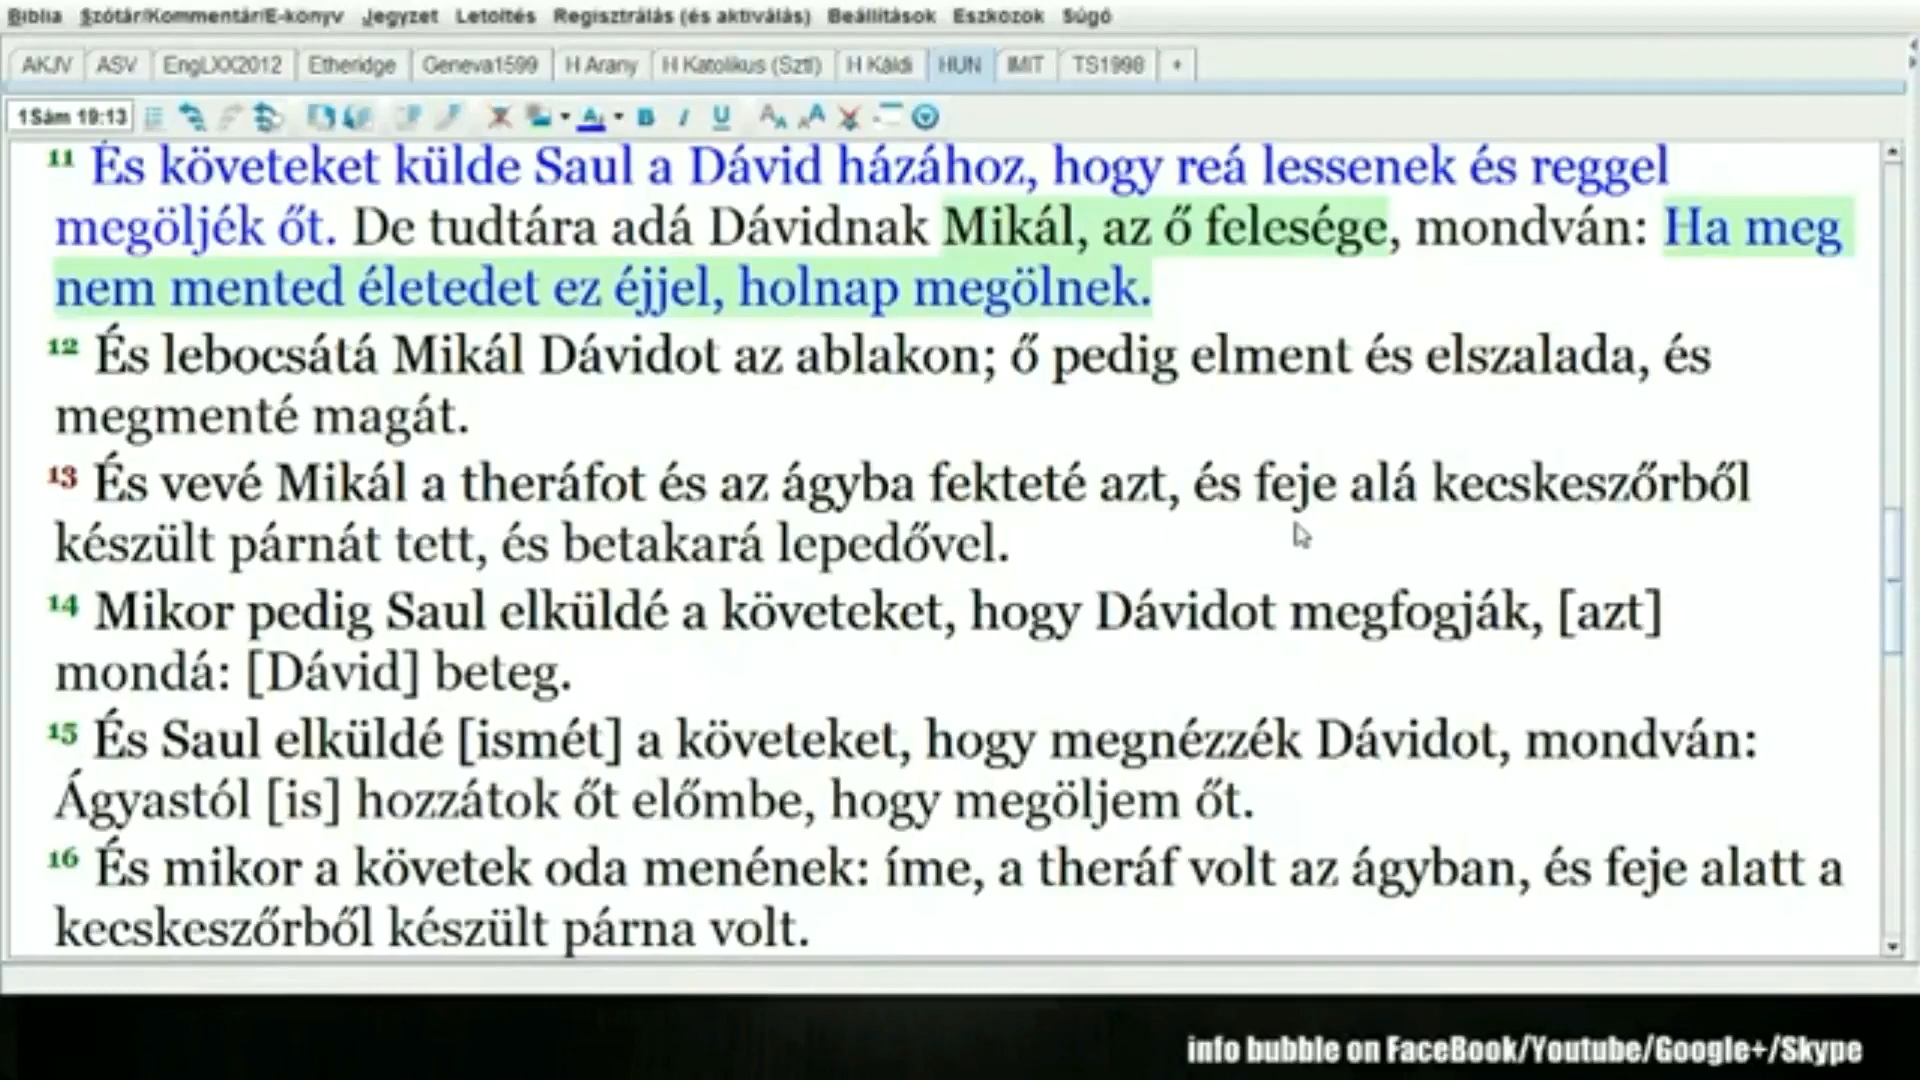 Biblia Szótár/Kommentár/E-könyv Jegyzet Letoltés Regisztrálás (és aktiválás) Beállítások Eszkozok Súgó
AKJV ASV EngLXX2012 Etheridge Geneva1599 H Arany H Katolikus (SztI) H Káldi HUN IMIT TS1998 +
1Sám 19:13
11 És követeket külde Saul a Dávid házához, hogy reá lessenek és reggel
megöljék őt. De tudtára adá Dávidnak Mikál, az ő felesége, mondván: Ha meg
nem mented életedet ez éjjel, holnap megölnek.
12 És lebocsátá Mikál Dávidot az ablakon; ő pedig elment és elszalada, és
megmenté magát.
13 És vevé Mikál a theráfot és az ágyba fekteté azt, és feje alá kecskeszőrből
készült párnát tett, és betakará lepedővel.
14 Mikor pedig Saul elküldé a követeket, hogy Dávidot megfogják, [azt]
mondá: [Dávid] beteg.
15 És Saul elküldé [ismét] a követeket, hogy megnézzék Dávidot, mondván:
Ágyastól [is] hozzátok őt előmbe, hogy megöljem őt.
16 És mikor a követek oda menének: íme, a theráf volt az ágyban, és feje alatt a
kecskeszőrből készült párna volt.
info bubble on FaceBook/Youtube/Google+/Skype